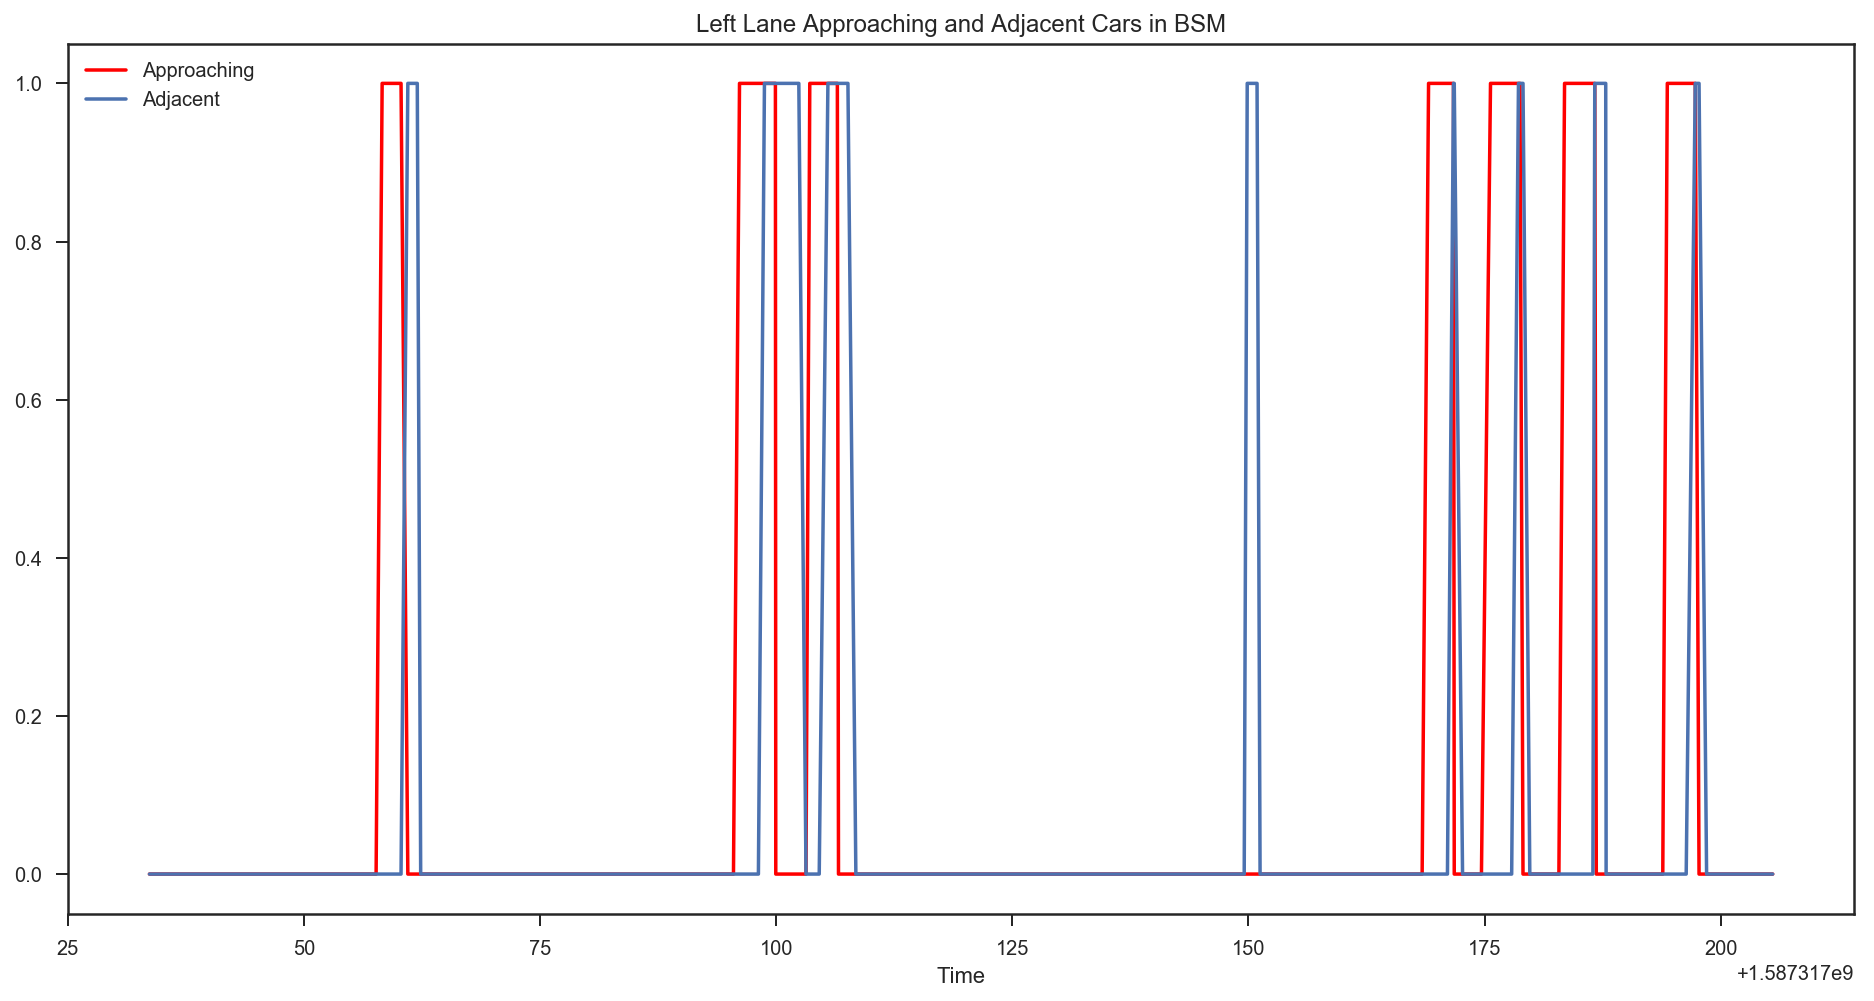 Left Lane Approaching and Adjacent Cars in BSM
Approaching
Adjacent
1.0
0.8
0.6
0.4
0.2
0.0
25 50 75 100 125 150 175 200
Time
+1.587317e9